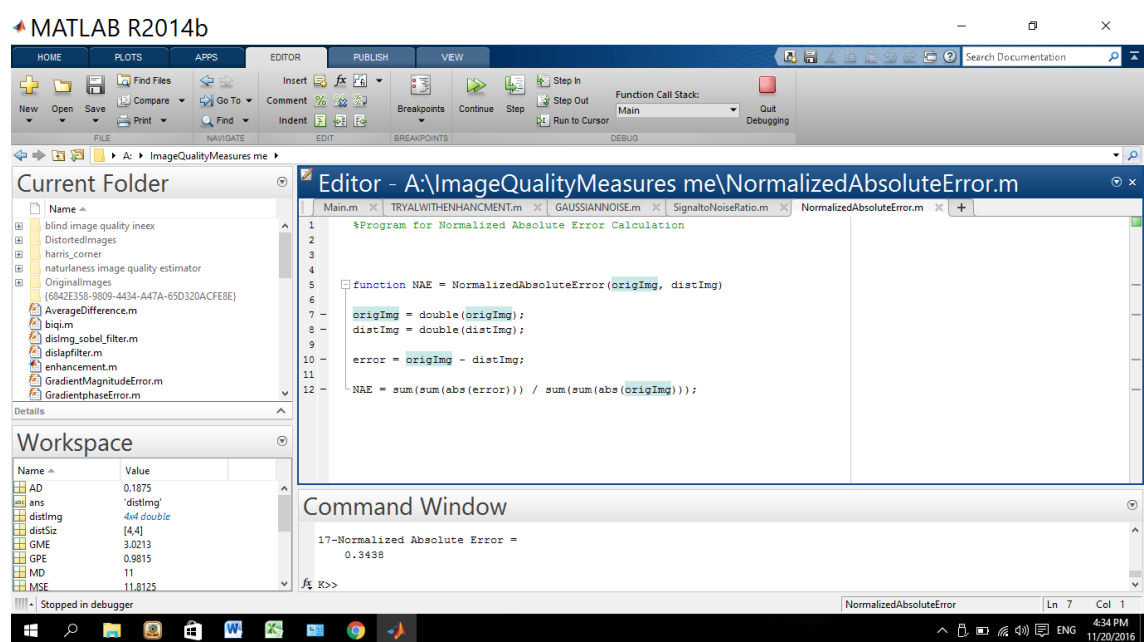 MATLAB R2014b
HOME PLOTS APPS EDITOR PUBLISH VIEW Search Documentation
New Open Save Find Files Compare Print Go To Find Insert Comment Indent Breakpoints Continue Step Step In Step Out Run to Cursor Function Call Stack: Main Quit Debugging
FILE NAVIGATE EDIT BREAKPOINTS DEBUG
A: ImageQualityMeasures me
Current Folder
Name
blind image quality ineex
DistortedImages
harris_corner
naturlaness image quality estimator
OriginalImages
{6842E358-9809-4434-A47A-65D320ACFE8E}
AverageDifference.m
biqi.m
disImg_sobel_filter.m
dislapfilter.m
enhancement.m
GradientMagnitudeError.m
GradientphaseError.m
Details
Workspace
Name Value
AD 0.1875
abc ans 'distImg'
distImg 4x4 double
distSiz [4,4]
GME 3.0213
GPE 0.9815
MD 11
MSE 11.8125
Editor - A:\ImageQualityMeasures me\NormalizedAbsoluteError.m
Main.m TRYALWITHENHANCMENT.m GAUSSIANNOISE.m SignaltoNoiseRatio.m NormalizedAbsoluteError.m
1 %Program for Normalized Absolute Error Calculation
2
3
4
5 function NAE = NormalizedAbsoluteError(origImg, distImg)
6
7 - origImg = double(origImg);
8 - distImg = double(distImg);
9
10 - error = origImg - distImg;
11
12 - NAE = sum(sum(abs(error))) / sum(sum(abs(origImg)));
Command Window
17-Normalized Absolute Error =
0.3438
fx K>>
Stopped in debugger NormalizedAbsoluteError Ln 7 Col 1
ENG 4:34 PM
11/20/2016